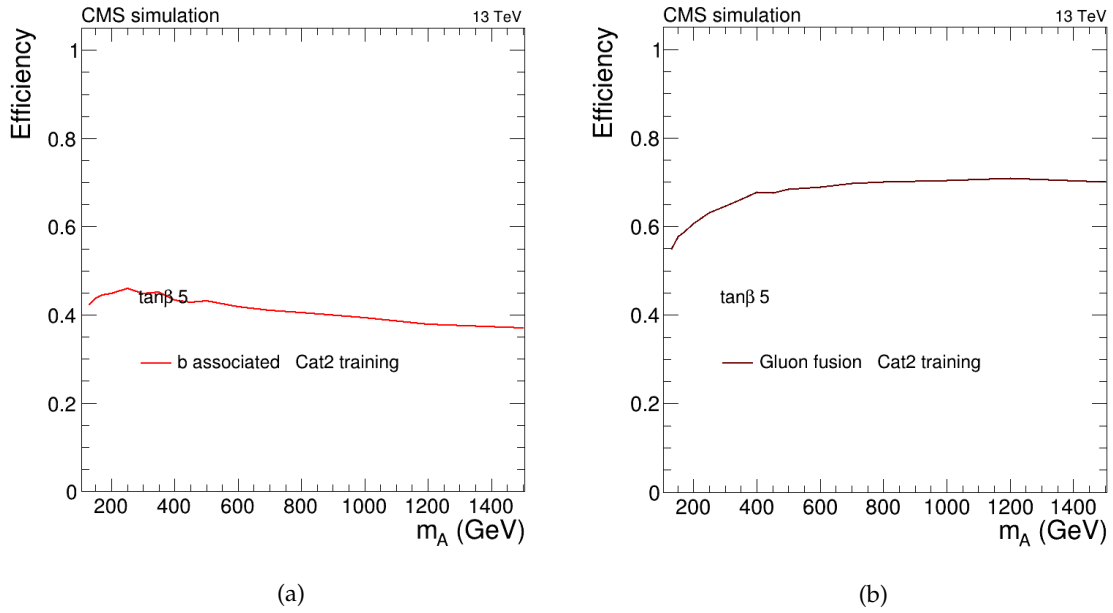 CMS simulation 13 TeV
Efficiency
1
0.8
0.6
0.4
0.2
0
tanβ 5
b associated Cat2 training
200 400 600 800 1000 1200 1400
m_A (GeV)
(a)
CMS simulation 13 TeV
Efficiency
1
0.8
0.6
0.4
0.2
0
tanβ 5
Gluon fusion Cat2 training
200 400 600 800 1000 1200 1400
m_A (GeV)
(b)